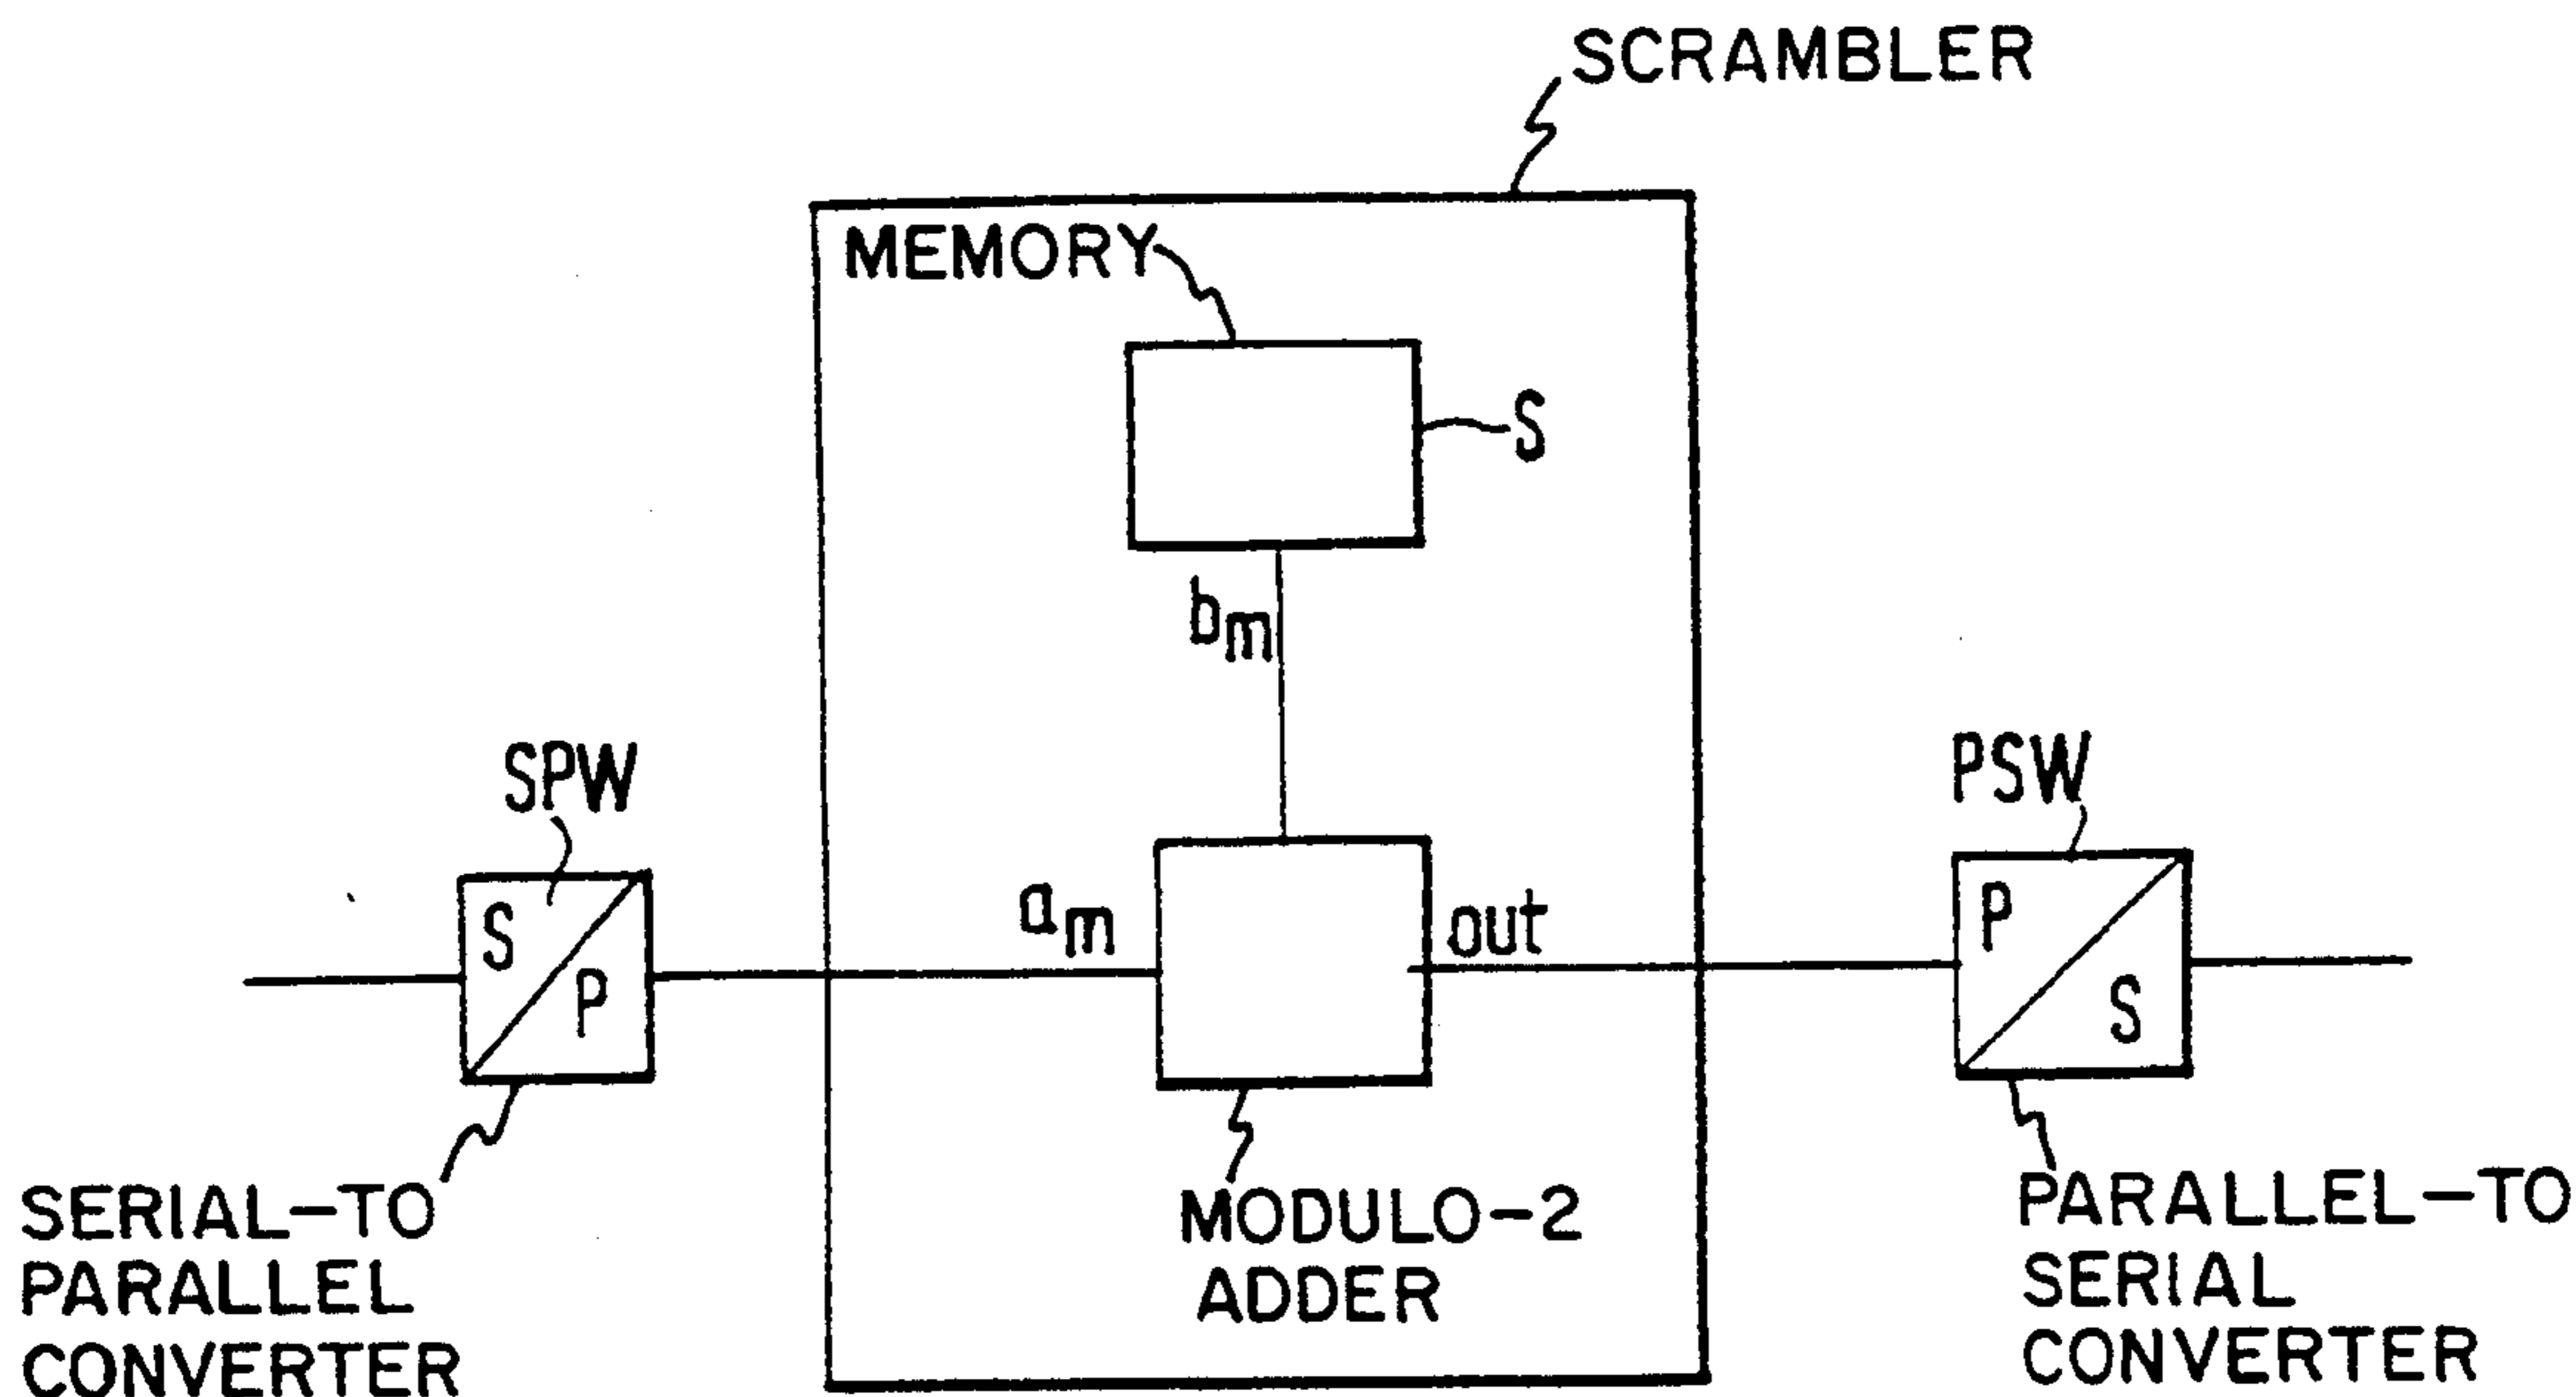 SCRAMBLER
MEMORY
S
bm
SPW
PSW
S
P
am
out
P
S
SERIAL-TO
PARALLEL
CONVERTER
MODULO-2
ADDER
PARALLEL-TO
SERIAL
CONVERTER